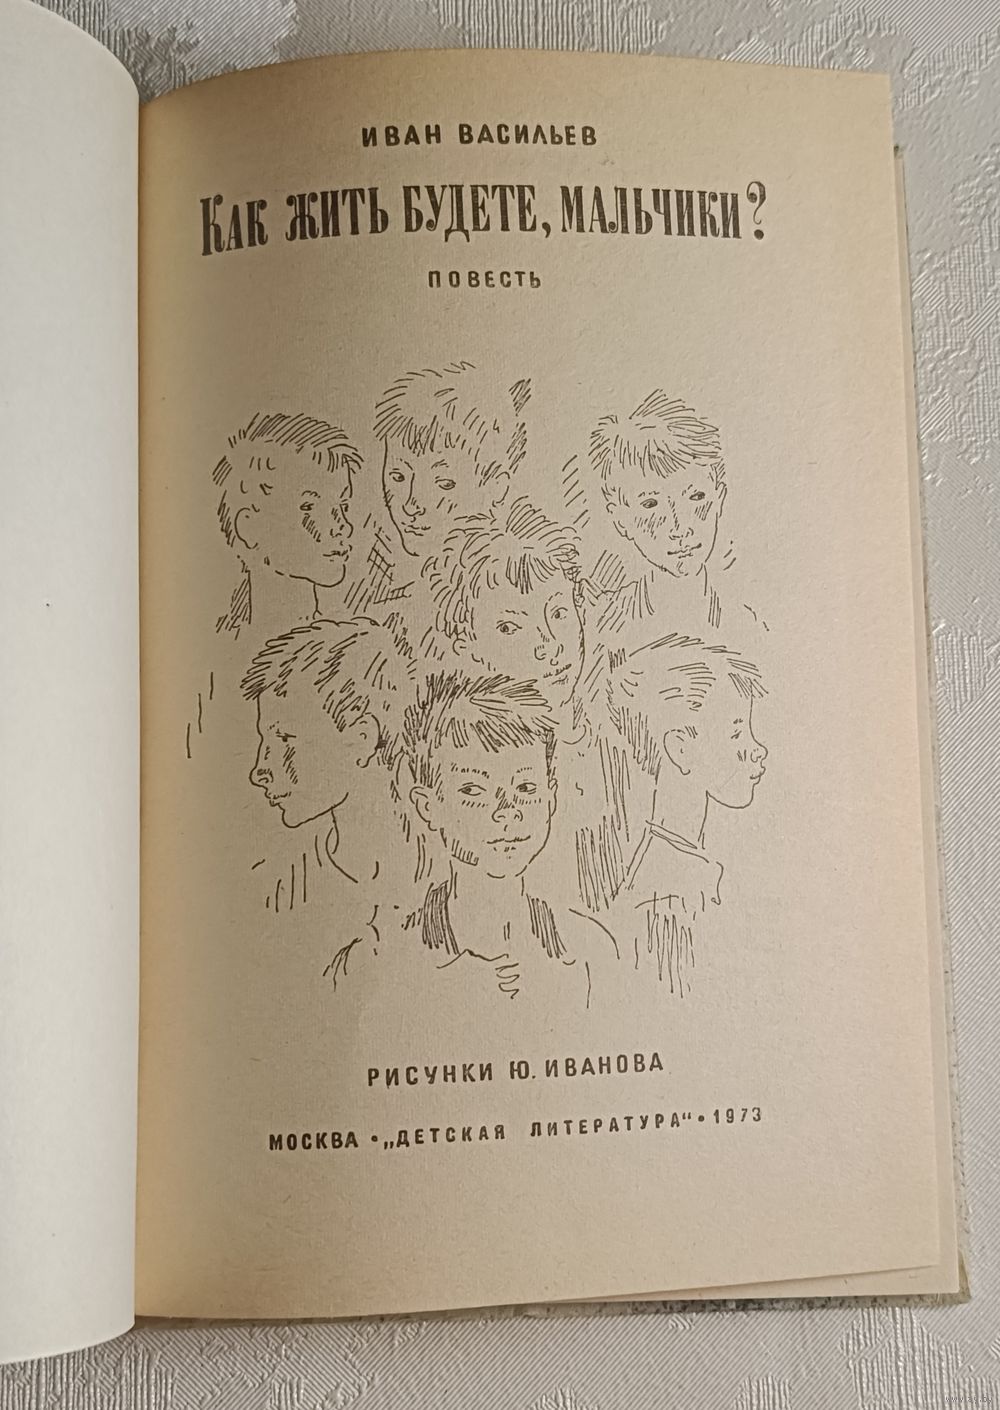 ИВАН ВАСИЛЬЕВ
КАК ЖИТЬ БУДЕТЕ, МАЛЬЧИКИ?
ПОВЕСТЬ
РИСУНКИ Ю. ИВАНОВА
МОСКВА • „ДЕТСКАЯ ЛИТЕРАТУРА“ • 1973